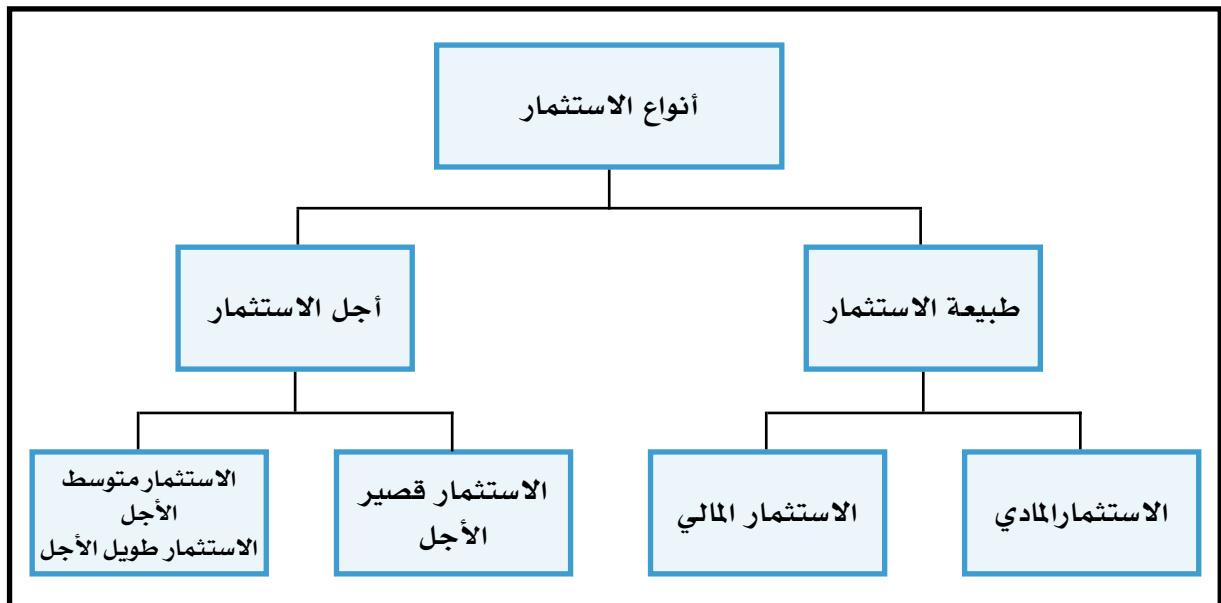 أنواع الاستثمار
طبيعة الاستثمار
أجل الاستثمار
الاستثمارالمادي
الاستثمار المالي
الاستثمار قصير
الأجل
الاستثمار متوسط
الأجل
الاستثمار طويل الأجل